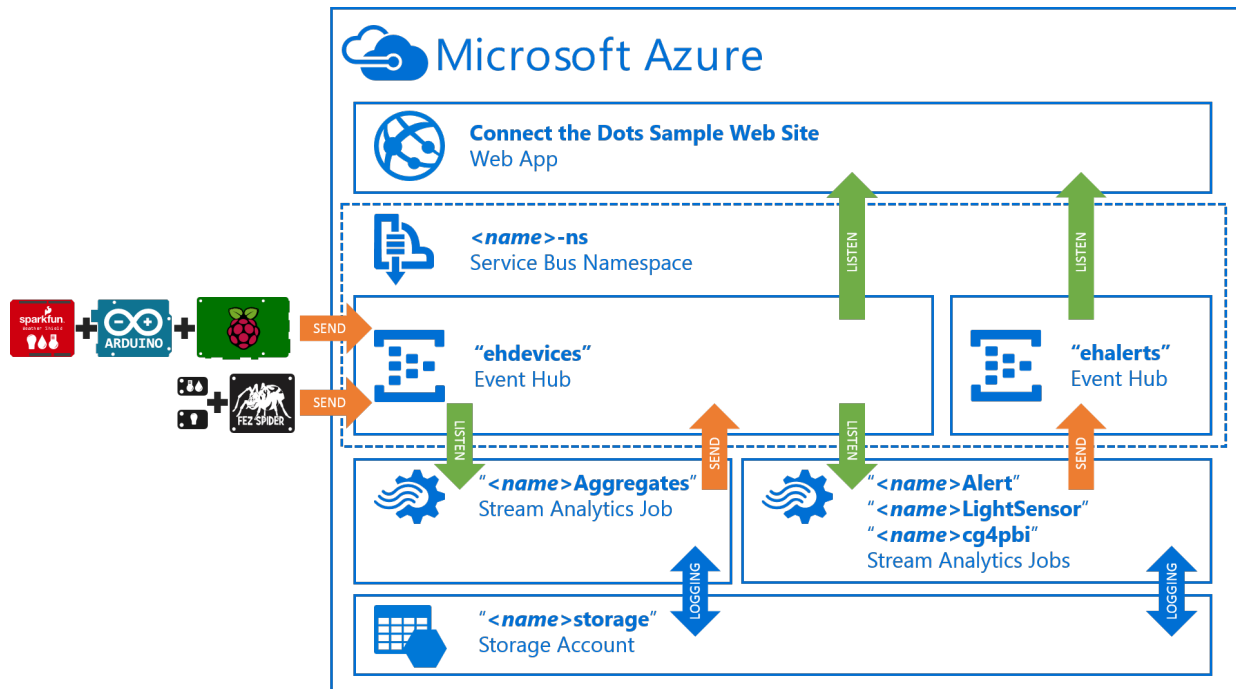 Microsoft Azure
Connect the Dots Sample Web Site
Web App
LISTEN
LISTEN
<name>-ns
Service Bus Namespace
sparkfun
Weather Shield
ARDUINO
SEND
"ehdevices"
Event Hub
"ehalerts"
Event Hub
SEND
FEZ SPIDER
LISTEN
SEND
LISTEN
SEND
"<name>Aggregates"
Stream Analytics Job
"<name>Alert"
"<name>LightSensor"
"<name>cg4pbi"
Stream Analytics Jobs
LOGGING
LOGGING
"<name>storage"
Storage Account